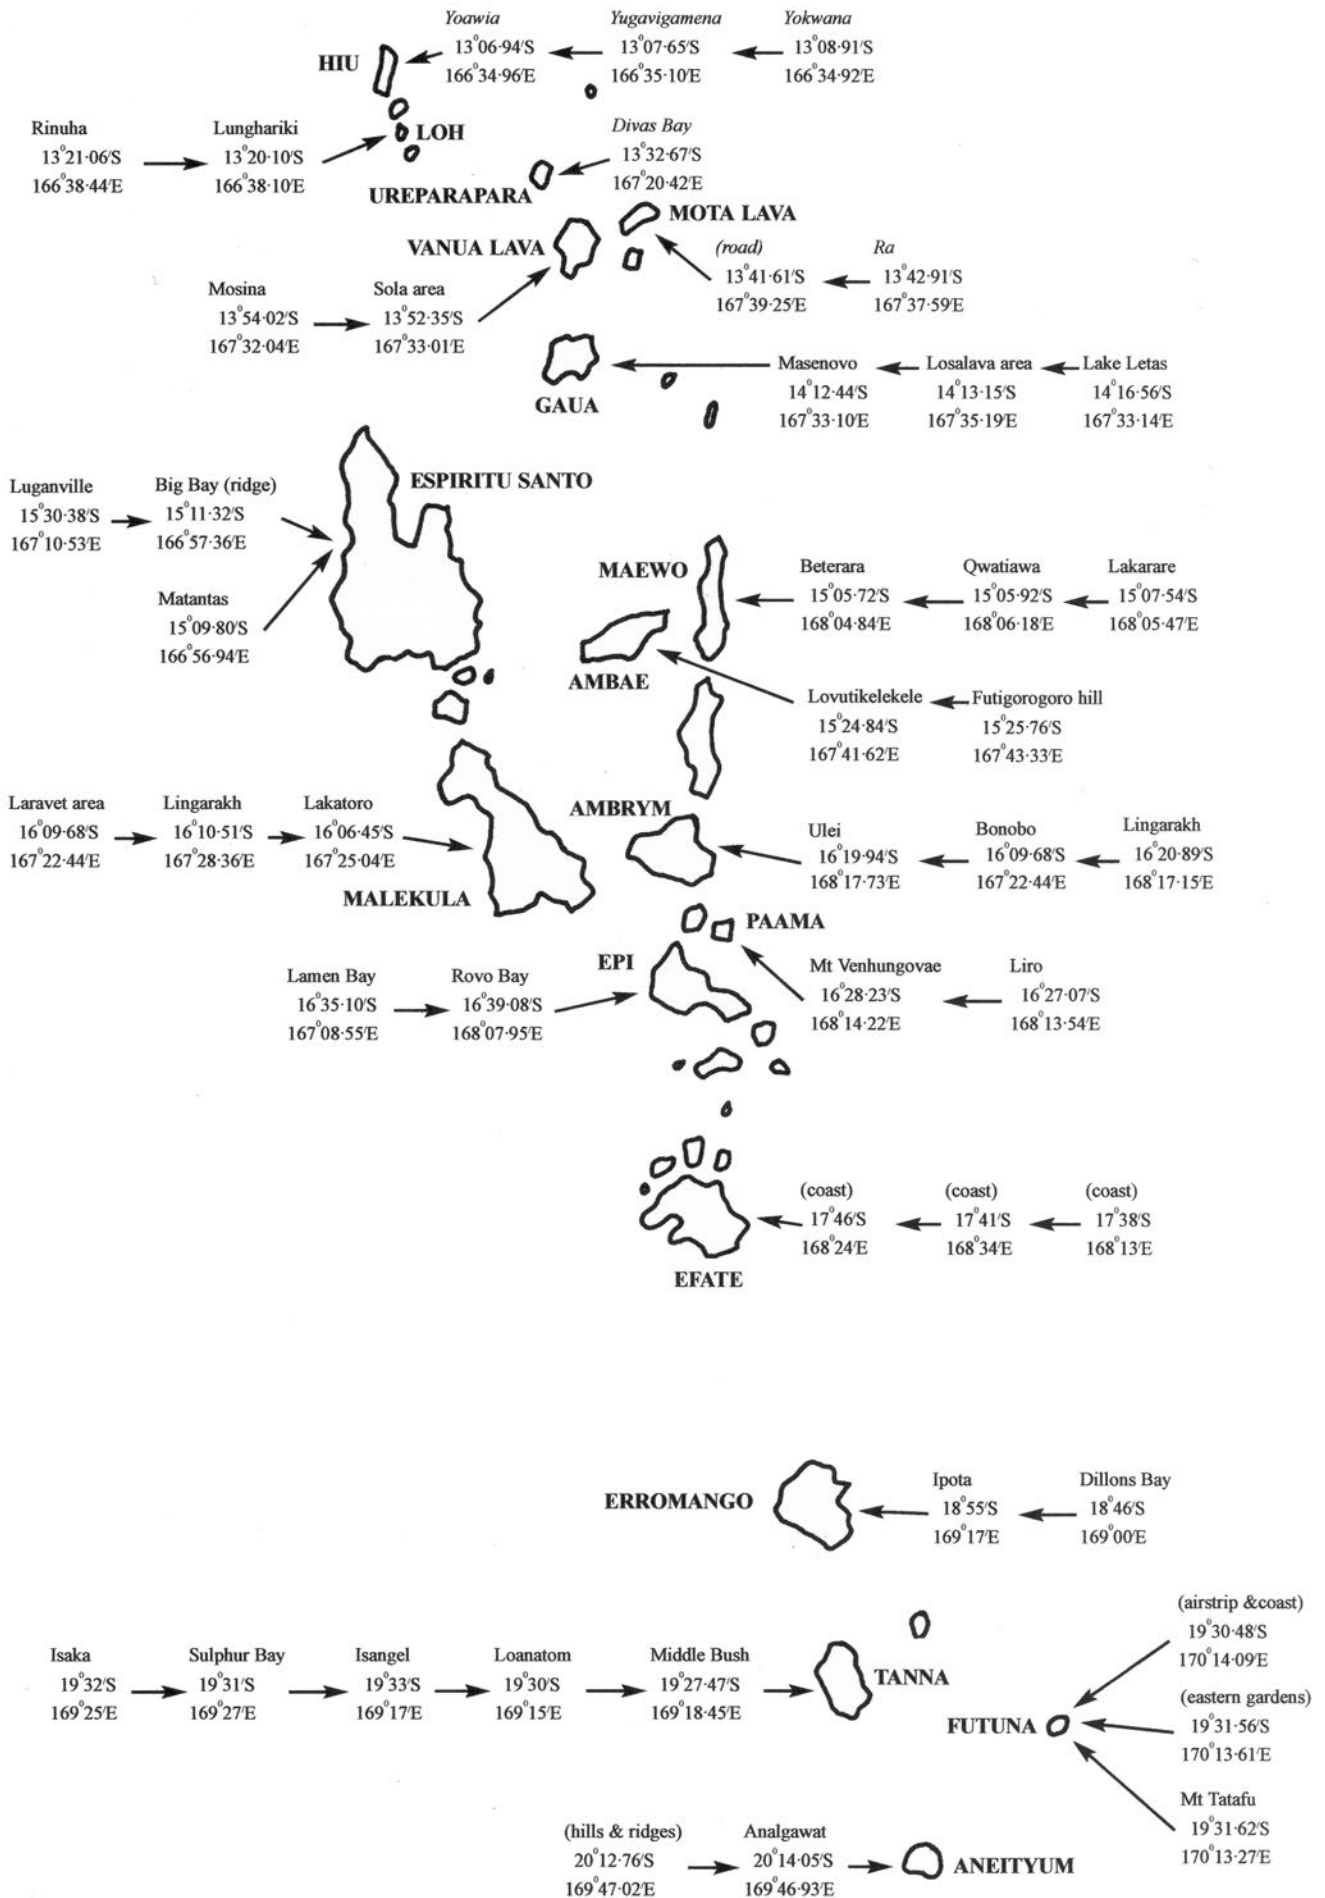 Yoawia
13°06·94′S
166°34·96′E
Yugavigamena
13°07·65′S
166°35·10′E
Yokwana
13°08·91′S
166°34·92′E
HIU
Rinuha
13°21·06′S
166°38·44′E
Lunghariki
13°20·10′S
166°38·10′E
LOH
Divas Bay
13°32·67′S
167°20·42′E
UREPARAPARA
MOTA LAVA
VANUA LAVA
(road)
13°41·61′S
167°39·25′E
Ra
13°42·91′S
167°37·59′E
Mosina
13°54·02′S
167°32·04′E
Sola area
13°52·35′S
167°33·01′E
GAUA
Masenovo
14°12·44′S
167°33·10′E
Losalava area
14°13·15′S
167°35·19′E
Lake Letas
14°16·56′S
167°33·14′E
ESPIRITU SANTO
Luganville
15°30·38′S
167°10·53′E
Big Bay (ridge)
15°11·32′S
166°57·36′E
Matantas
15°09·80′S
166°56·94′E
MAEWO
Beterara
15°05·72′S
168°04·84′E
Qwatiawa
15°05·92′S
168°06·18′E
Lakarare
15°07·54′S
168°05·47′E
AMBAE
Lovutikelekele
15°24·84′S
167°41·62′E
Futigorogoro hill
15°25·76′S
167°43·33′E
Laravet area
16°09·68′S
167°22·44′E
Lingarakh
16°10·51′S
167°28·36′E
Lakatoro
16°06·45′S
167°25·04′E
MALEKULA
AMBRYM
Ulei
16°19·94′S
168°17·73′E
Bonobo
16°09·68′S
167°22·44′E
Lingarakh
16°20·89′S
168°17·15′E
PAAMA
EPI
Lamen Bay
16°35·10′S
167°08·55′E
Rovo Bay
16°39·08′S
168°07·95′E
Mt Venhungovae
16°28·23′S
168°14·22′E
Liro
16°27·07′S
168°13·54′E
(coast)
17°46′S
168°24′E
(coast)
17°41′S
168°34′E
(coast)
17°38′S
168°13′E
EFATE
ERROMANGO
Ipota
18°55′S
169°17′E
Dillons Bay
18°46′S
169°00′E
Isaka
19°32′S
169°25′E
Sulphur Bay
19°31′S
169°27′E
Isangel
19°33′S
169°17′E
Loanatom
19°30′S
169°15′E
Middle Bush
19°27·47′S
169°18·45′E
TANNA
FUTUNA
(airstrip &coast)
19°30·48′S
170°14·09′E
(eastern gardens)
19°31·56′S
170°13·61′E
Mt Tatafu
19°31·62′S
170°13·27′E
(hills & ridges)
20°12·76′S
169°47·02′E
Analgawat
20°14·05′S
169°46·93′E
ANEITYUM